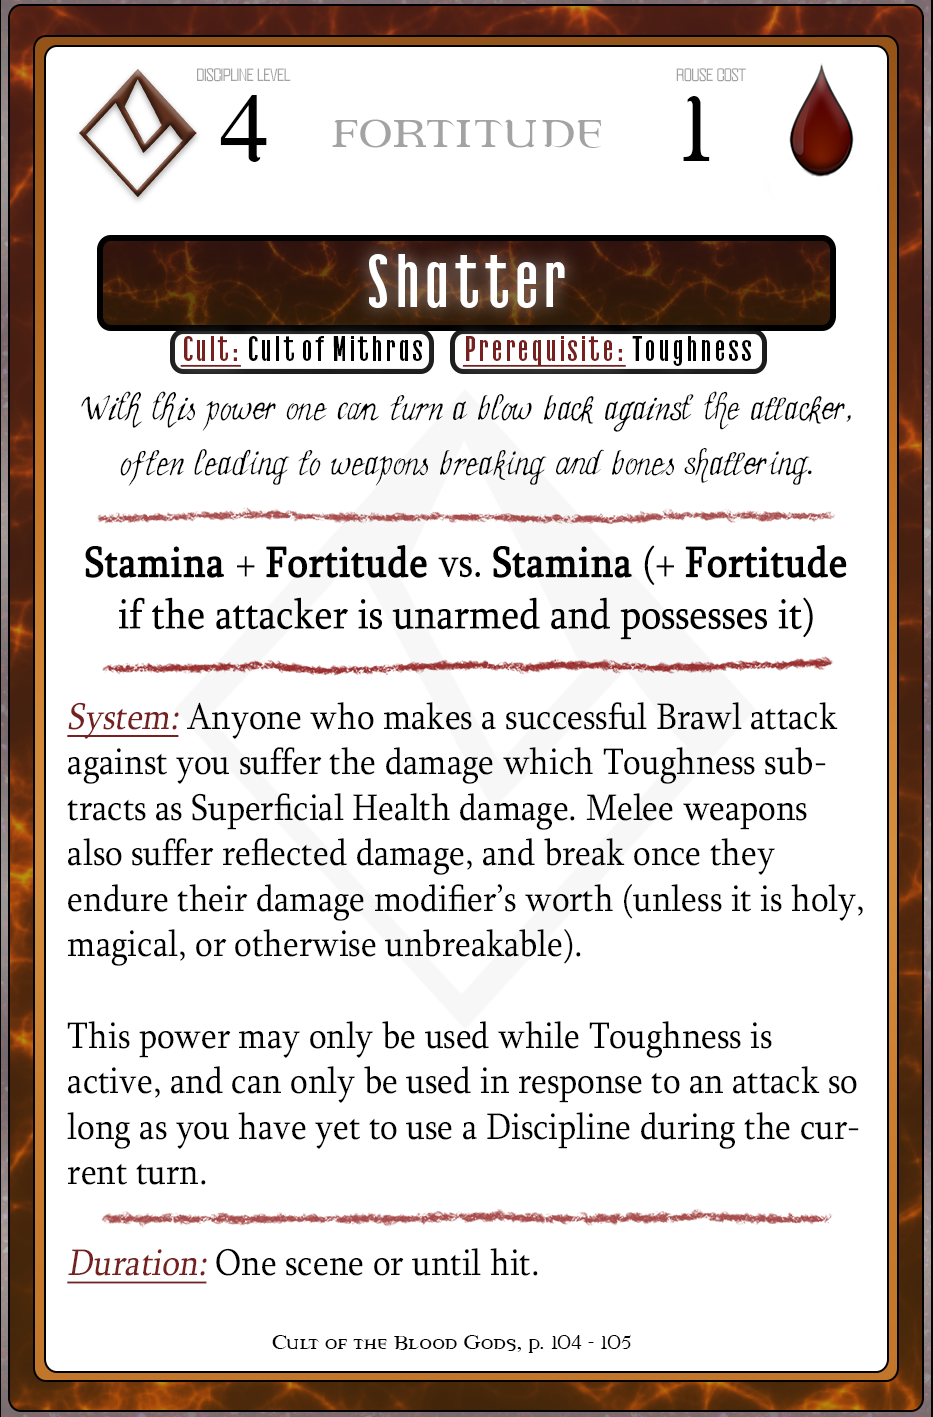 DISCIPLINE LEVEL
ROUSE COST
4 FORTITUDE 1
Shatter
Cult: Cult of Mithras Prerequisite: Toughness
With this power one can turn a blow back against the attacker,
often leading to weapons breaking and bones shattering.
Stamina + Fortitude vs. Stamina (+ Fortitude
if the attacker is unarmed and possesses it)
System: Anyone who makes a successful Brawl attack
against you suffer the damage which Toughness sub-
tracts as Superficial Health damage. Melee weapons
also suffer reflected damage, and break once they
endure their damage modifier’s worth (unless it is holy,
magical, or otherwise unbreakable).
This power may only be used while Toughness is
active, and can only be used in response to an attack so
long as you have yet to use a Discipline during the cur-
rent turn.
Duration: One scene or until hit.
Cult of the Blood Gods, p. 104 - 105